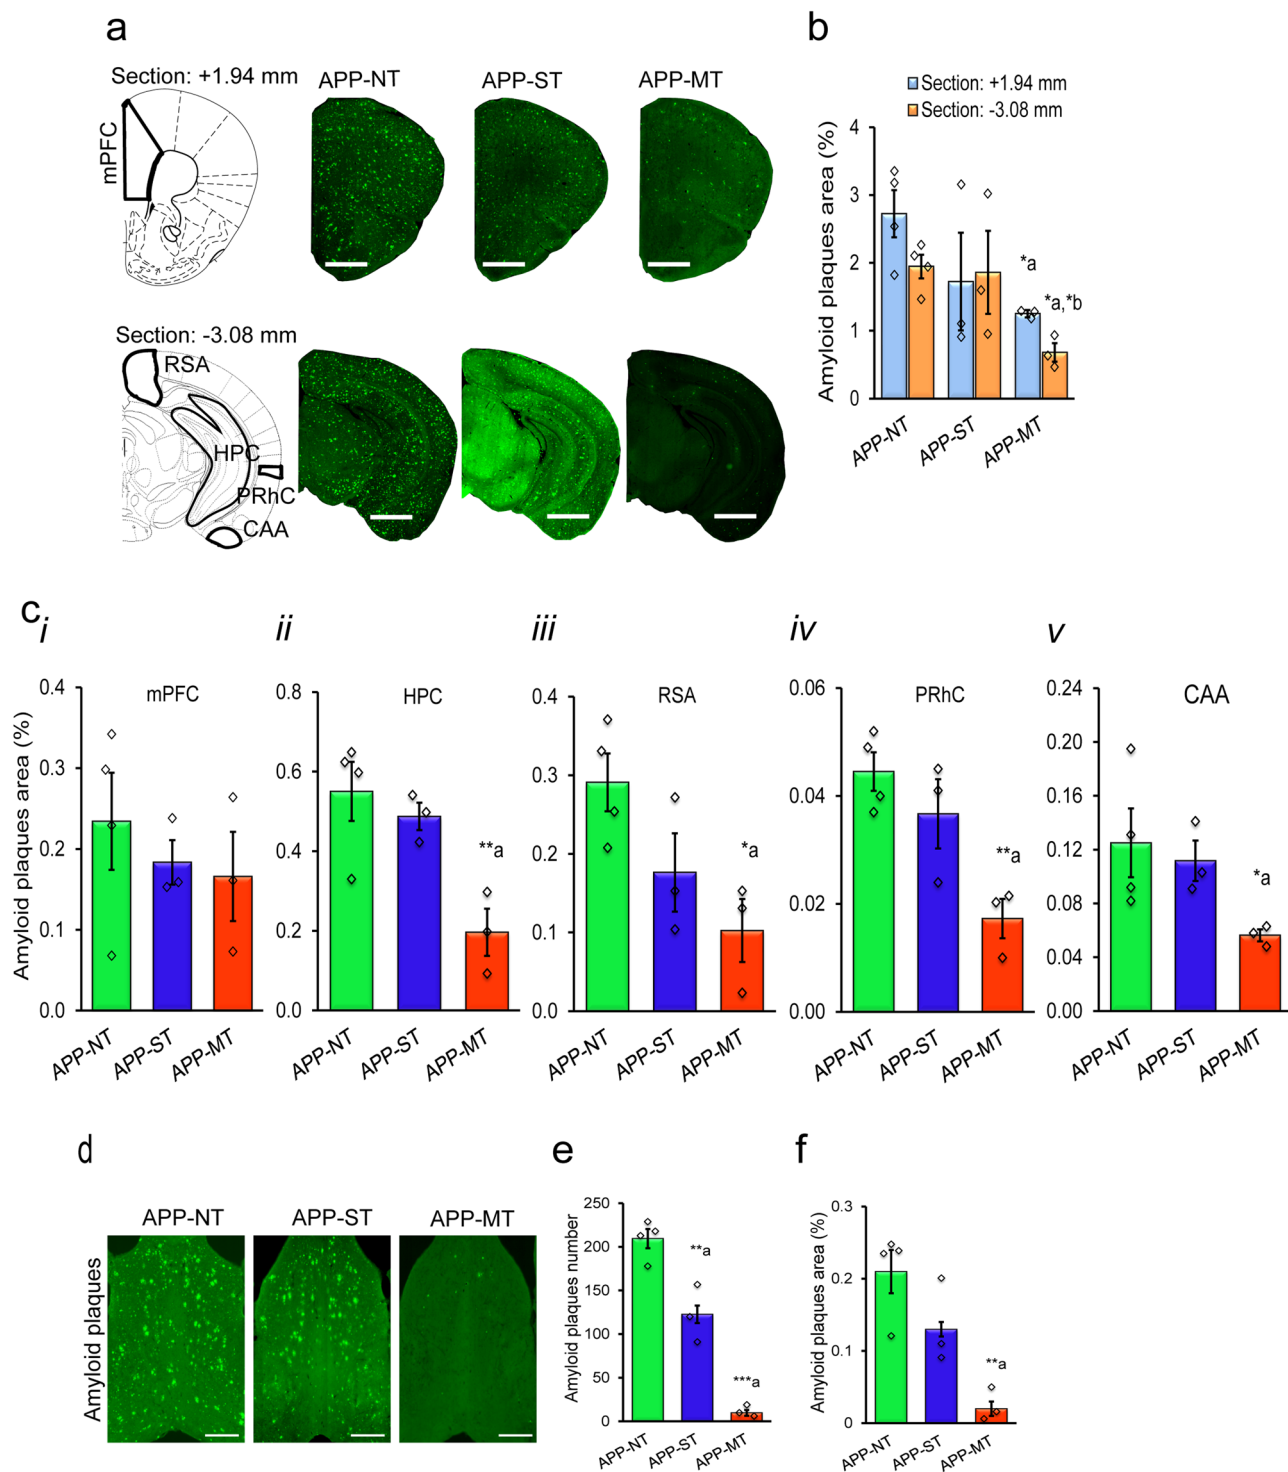 a
Section: +1.94 mm
APP-NT
APP-ST
APP-MT
mPFC
Section: -3.08 mm
RSA
HPC
PRhC
CAA
b
Section: +1.94 mm
Section: -3.08 mm
Amyloid plaques area (%)
4
3
2
1
0
*a
*a,*b
APP-NT
APP-ST
APP-MT
c
i
mPFC
Amyloid plaques area (%)
0.4
0.3
0.2
0.1
0.0
APP-NT
APP-ST
APP-MT
ii
HPC
0.8
0.6
0.4
0.2
0.0
**a
APP-NT
APP-ST
APP-MT
iii
RSA
0.4
0.3
0.2
0.1
0.0
*a
APP-NT
APP-ST
APP-MT
iv
PRhC
0.06
0.04
0.02
0.00
**a
APP-NT
APP-ST
APP-MT
v
CAA
0.24
0.20
0.16
0.12
0.08
0.04
0.00
*a
APP-NT
APP-ST
APP-MT
d
APP-NT
APP-ST
APP-MT
Amyloid plaques
e
Amyloid plaques number
250
200
150
100
50
0
**a
***a
APP-NT
APP-ST
APP-MT
f
Amyloid plaques area (%)
0.3
0.2
0.1
0
**a
APP-NT
APP-ST
APP-MT